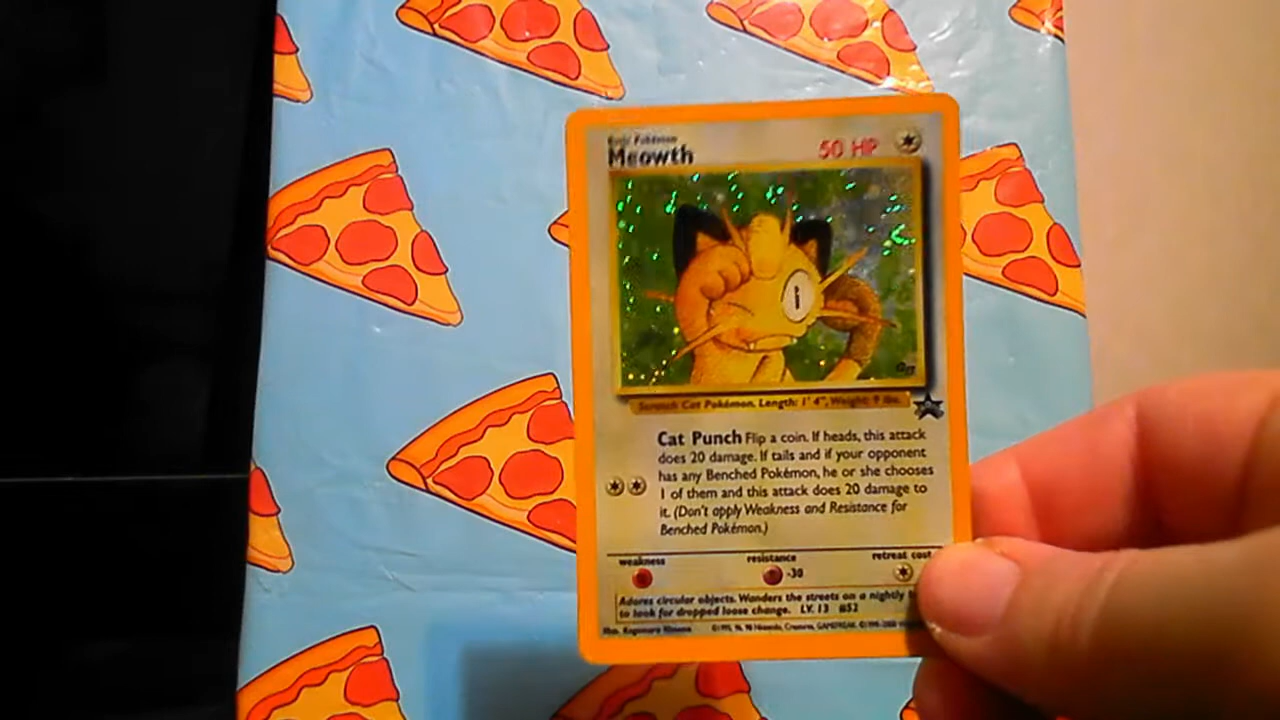 Basic Pokémon
Meowth 50 HP
Scratch Cat Pokémon. Length: 1' 4", Weight: 9 lbs.
Cat Punch Flip a coin. If heads, this attack
does 20 damage. If tails and if your opponent
has any Benched Pokémon, he or she chooses
1 of them and this attack does 20 damage to
it. (Don't apply Weakness and Resistance for
Benched Pokémon.)
weakness resistance retreat cost
-30
Adores circular objects. Wanders the streets on a nightly
to look for dropped loose change. LV. 13 #52
Illus. Kagemaru Himeno ©1995, 96, 98 Nintendo, Creatures, GAMEFREAK.